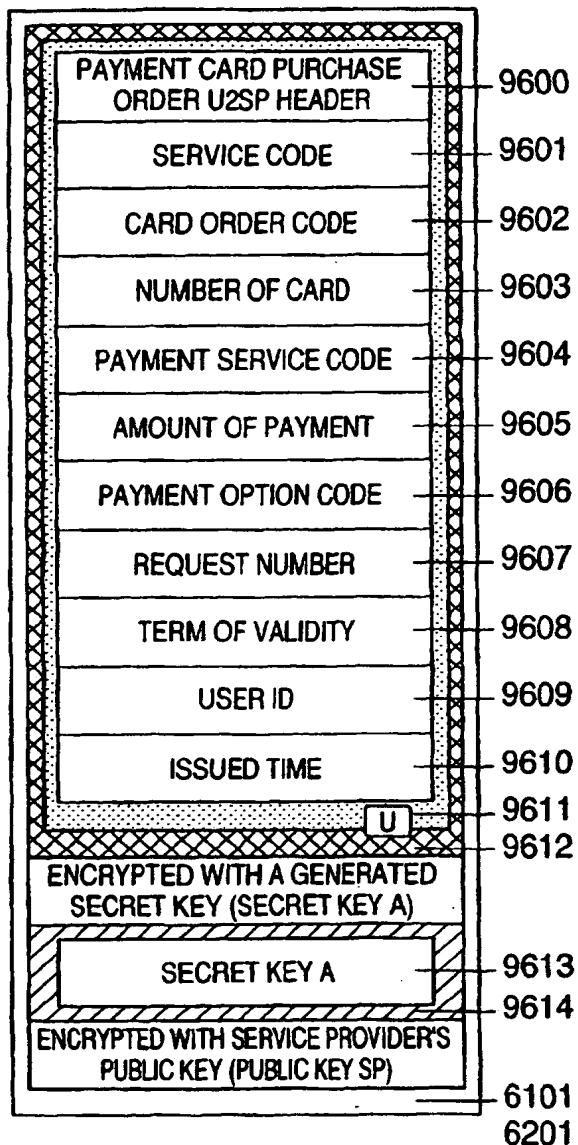 PAYMENT CARD PURCHASE
ORDER U2SP HEADER
9600
SERVICE CODE
9601
CARD ORDER CODE
9602
NUMBER OF CARD
9603
PAYMENT SERVICE CODE
9604
AMOUNT OF PAYMENT
9605
PAYMENT OPTION CODE
9606
REQUEST NUMBER
9607
TERM OF VALIDITY
9608
USER ID
9609
ISSUED TIME
9610
U
9611
9612
ENCRYPTED WITH A GENERATED
SECRET KEY (SECRET KEY A)
SECRET KEY A
9613
9614
ENCRYPTED WITH SERVICE PROVIDER'S
PUBLIC KEY (PUBLIC KEY SP)
6101
6201